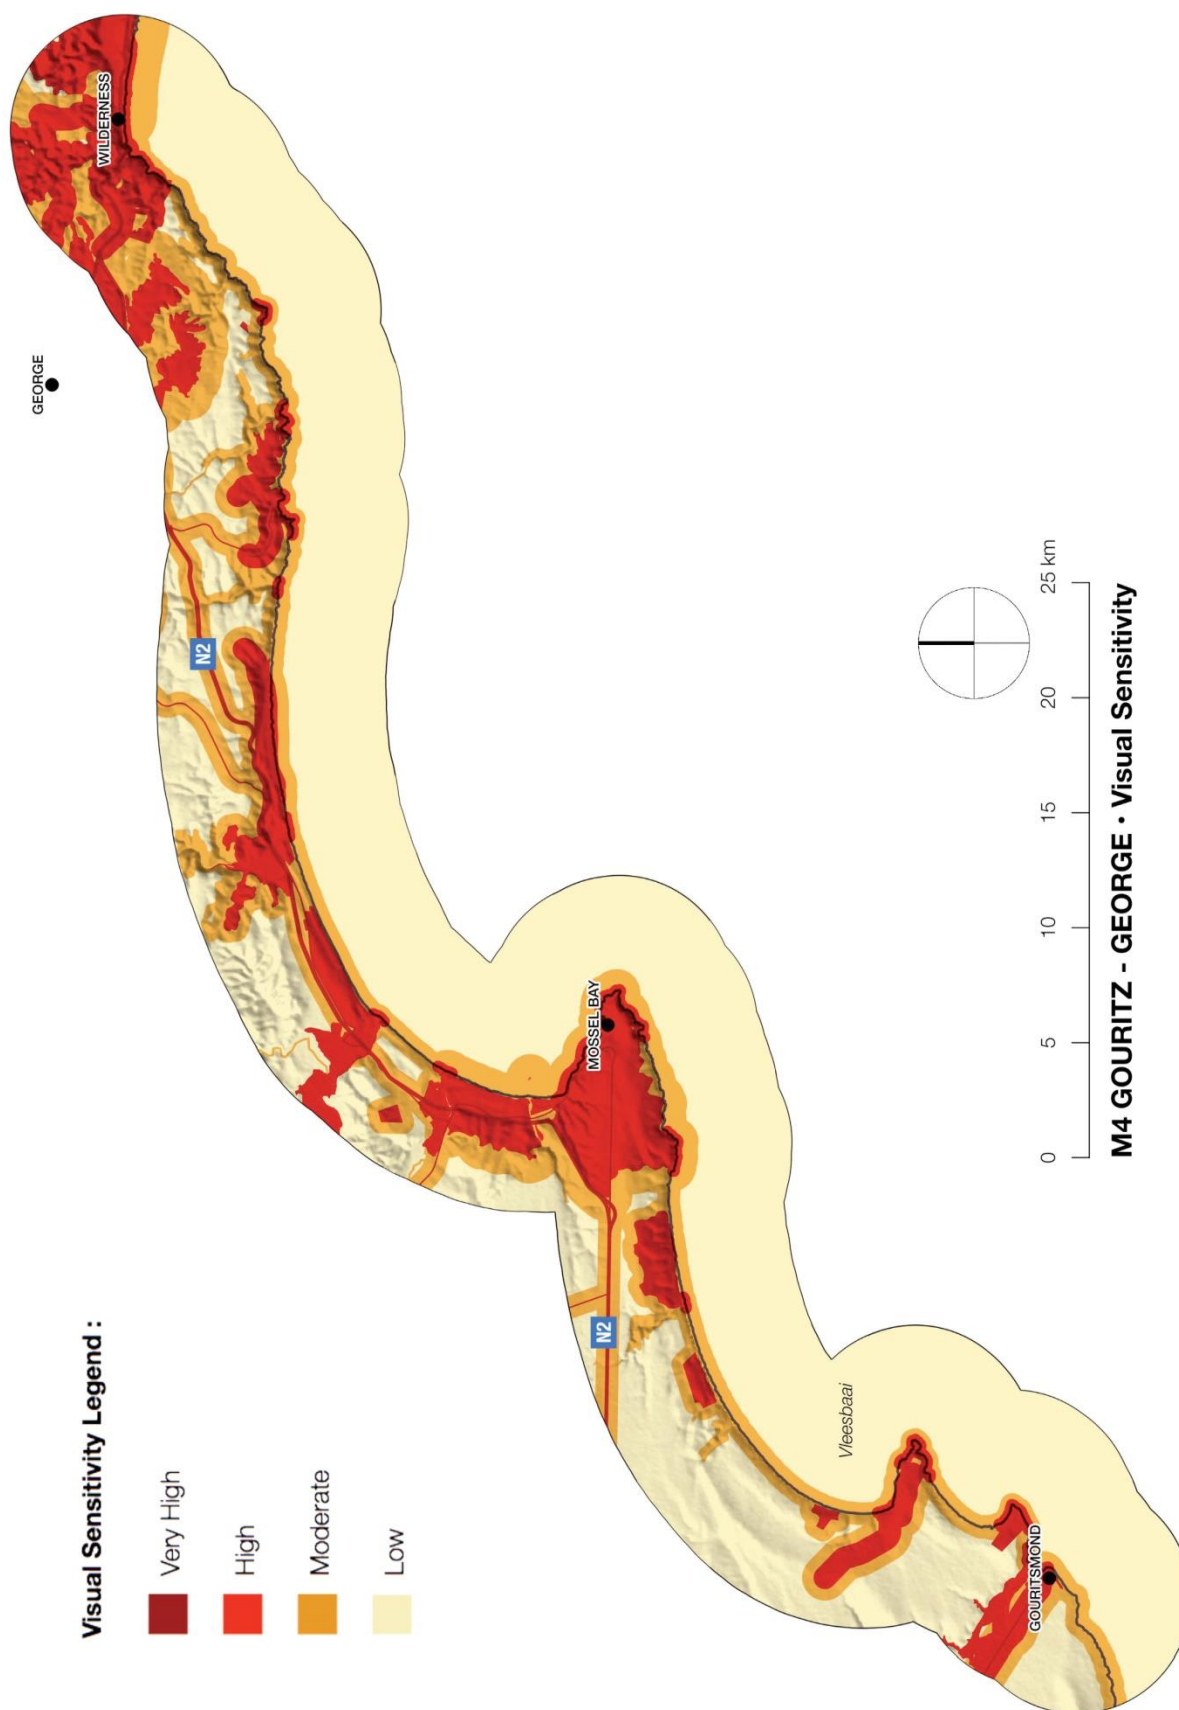 Visual Sensitivity Legend :
Very High
High
Moderate
Low
GEORGE
WILDERNESS
N2
MOSSEL BAY
N2
Vleesbaai
GOURITSMOND
0 5 10 15 20 25 km
M4 GOURITZ - GEORGE • Visual Sensitivity